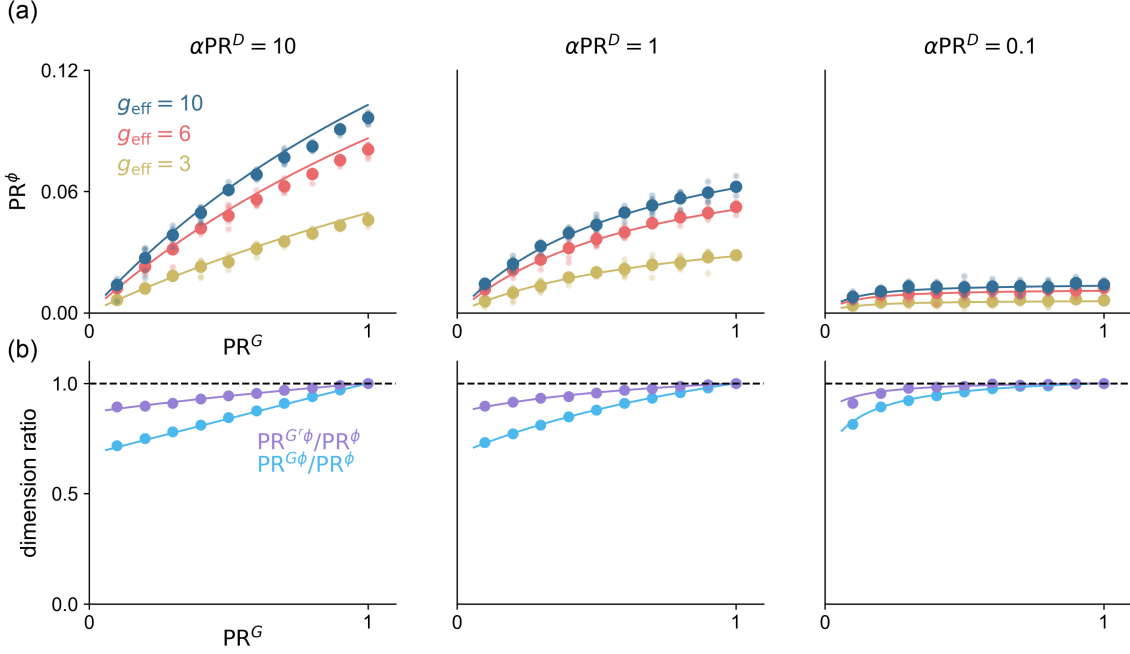 (a)
αPR^D = 10
αPR^D = 1
αPR^D = 0.1
0.12
0.06
0.00
PR^ϕ
g_eff = 10
g_eff = 6
g_eff = 3
0
1
0
1
0
1
PR^G
(b)
1.0
0.5
0.0
dimension ratio
PR^{G^rϕ}/PR^ϕ
PR^{Gϕ}/PR^ϕ
0
1
0
1
0
1
PR^G